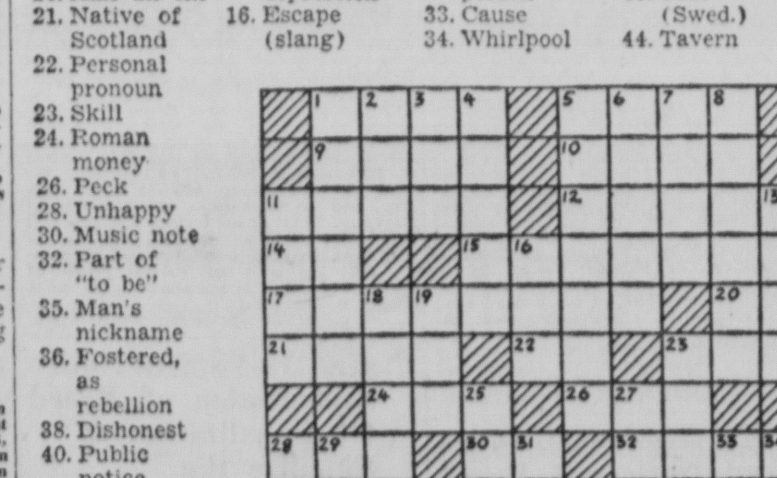 21. Native of
Scotland
22. Personal
pronoun
23. Skill
24. Roman
money
26. Peck
28. Unhappy
30. Music note
32. Part of
"to be"
35. Man's
nickname
36. Fostered,
as
rebellion
38. Dishonest
40. Public
notice
16. Escape
(slang)
33. Cause
34. Whirlpool
(Swed.)
44. Tavern
1 2 3 4 5 6 7 8
9 10
11 12 13
14 15 16
17 18 19 20
21 22 23
24 25 26 27
28 29 30 31 32 33 34